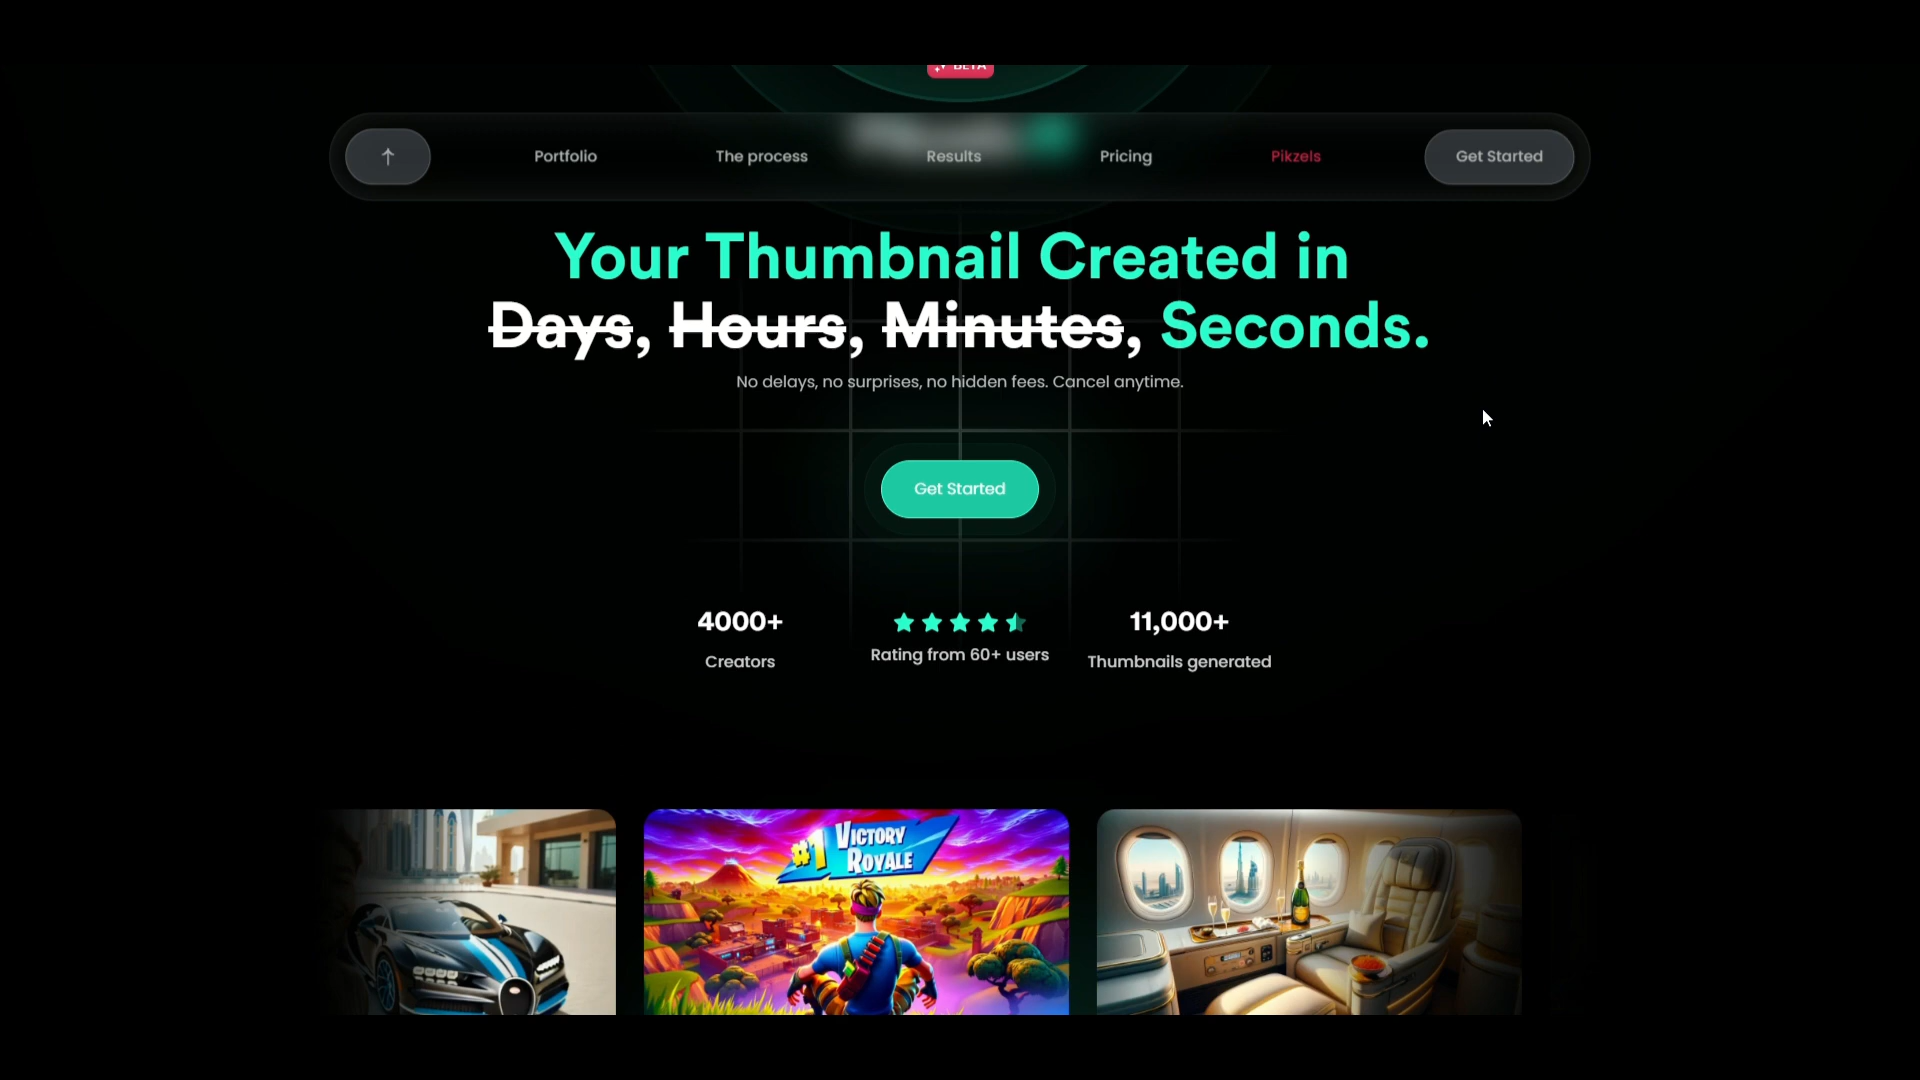 BETA
Portfolio
The process
Results
Pricing
Pikzels
Get Started
Your Thumbnail Created in
Days, Hours, Minutes, Seconds.
No delays, no surprises, no hidden fees. Cancel anytime.
Get Started
4000+
Creators
Rating from 60+ users
11,000+
Thumbnails generated
#1 VICTORY
ROYALE